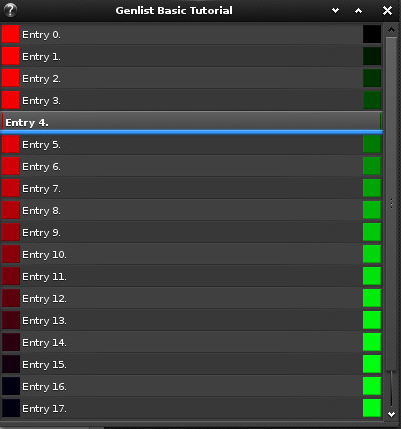 Genlist Basic Tutorial
Entry 0.
Entry 1.
Entry 2.
Entry 3.
Entry 4.
Entry 5.
Entry 6.
Entry 7.
Entry 8.
Entry 9.
Entry 10.
Entry 11.
Entry 12.
Entry 13.
Entry 14.
Entry 15.
Entry 16.
Entry 17.